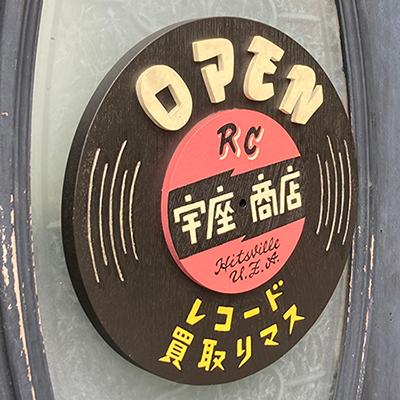 OPEN
RC
宇座・商店
Hitsville
U.Z.A
レコード
買取りマス